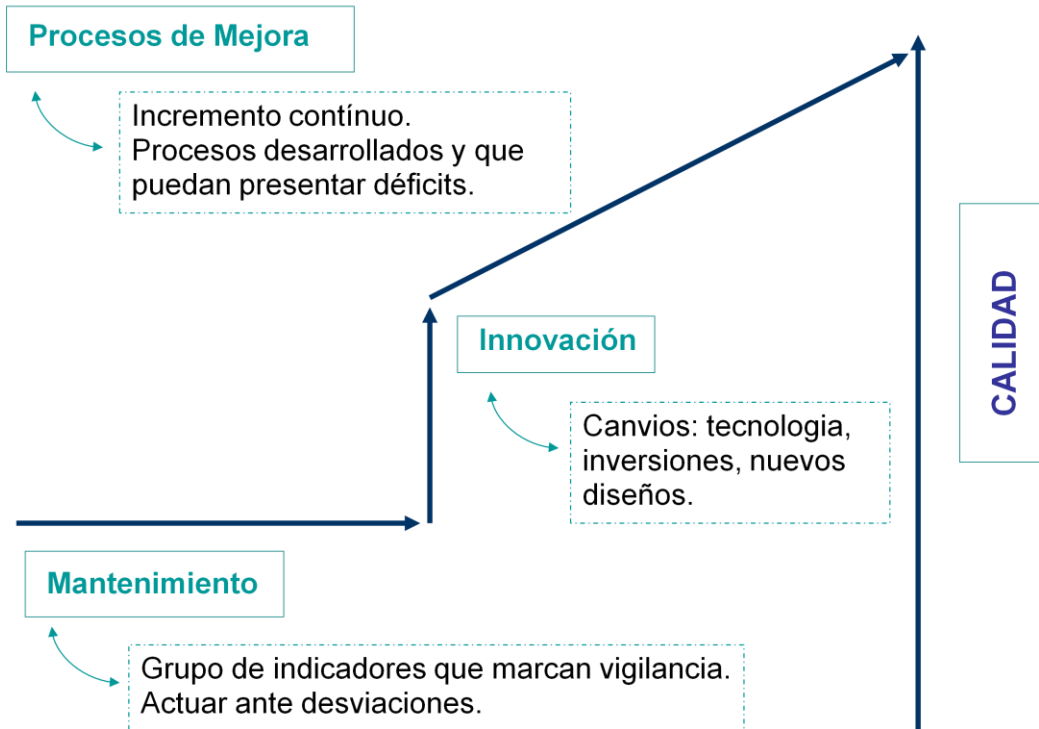 Procesos de Mejora
Incremento contínuo.
Procesos desarrollados y que
puedan presentar déficits.
Innovación
Canvios: tecnologia,
inversiones, nuevos
diseños.
CALIDAD
Mantenimiento
Grupo de indicadores que marcan vigilancia.
Actuar ante desviaciones.